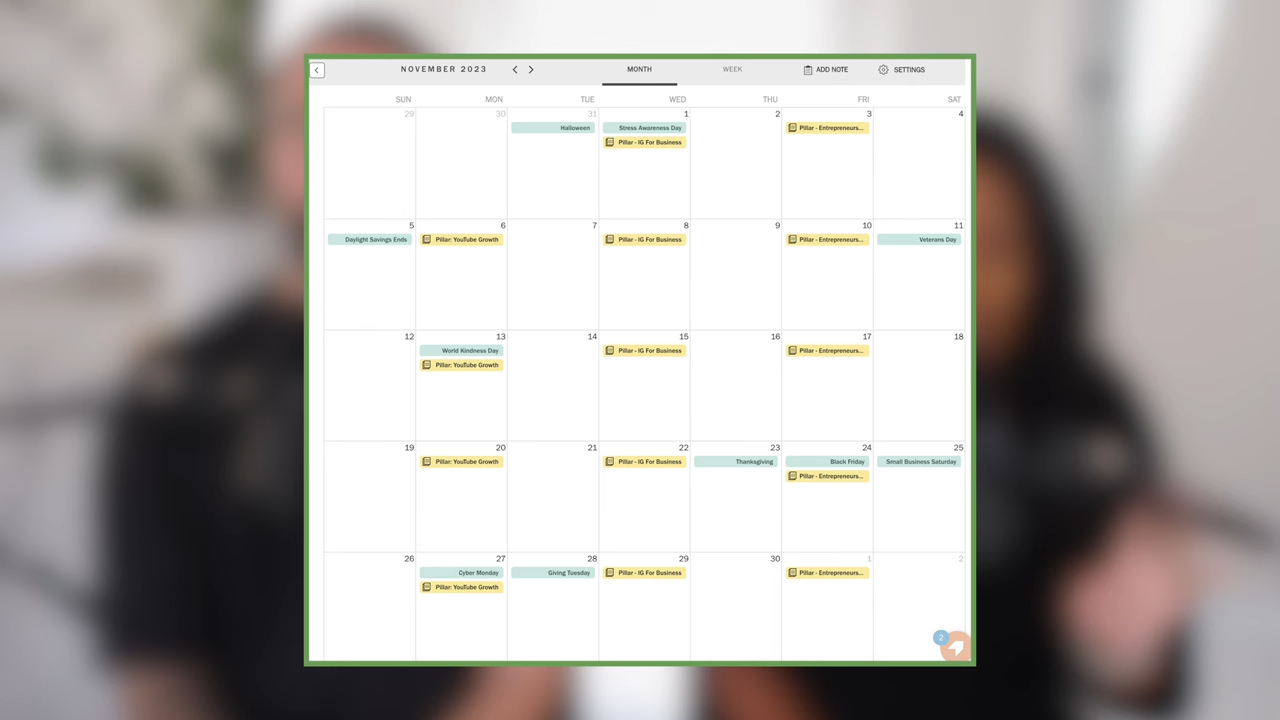 NOVEMBER 2023
MONTH
WEEK
ADD NOTE
SETTINGS
SUN MON TUE WED THU FRI SAT
29 30 31 1 2 3 4
Halloween
Stress Awareness Day
Pillar - Entrepreneurs...
Pillar - IG For Business
5 6 7 8 9 10 11
Daylight Savings Ends
Pillar: YouTube Growth
Pillar - IG For Business
Pillar - Entrepreneurs...
Veterans Day
12 13 14 15 16 17 18
World Kindness Day
Pillar - IG For Business
Pillar - Entrepreneurs...
Pillar: YouTube Growth
19 20 21 22 23 24 25
Pillar: YouTube Growth
Pillar - IG For Business
Thanksgiving
Black Friday
Small Business Saturday
Pillar - Entrepreneurs...
26 27 28 29 30 1 2
Cyber Monday
Giving Tuesday
Pillar - IG For Business
Pillar - Entrepreneurs...
Pillar: YouTube Growth
2